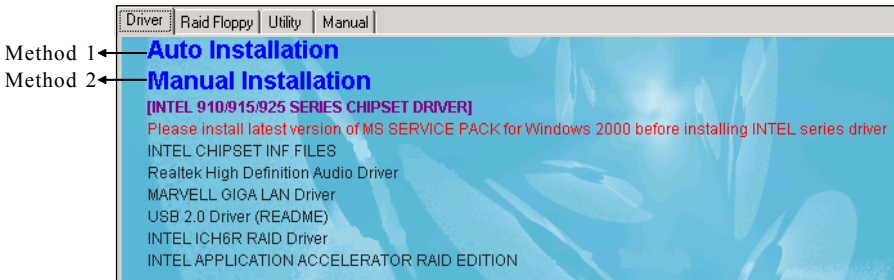 Driver Raid Floppy Utility Manual
Method 1 Auto Installation
Method 2 Manual Installation
[INTEL 910/915/925 SERIES CHIPSET DRIVER]
Please install latest version of MS SERVICE PACK for Windows 2000 before installing INTEL series driver
INTEL CHIPSET INF FILES
Realtek High Definition Audio Driver
MARVELL GIGA LAN Driver
USB 2.0 Driver (README)
INTEL ICH6R RAID Driver
INTEL APPLICATION ACCELERATOR RAID EDITION